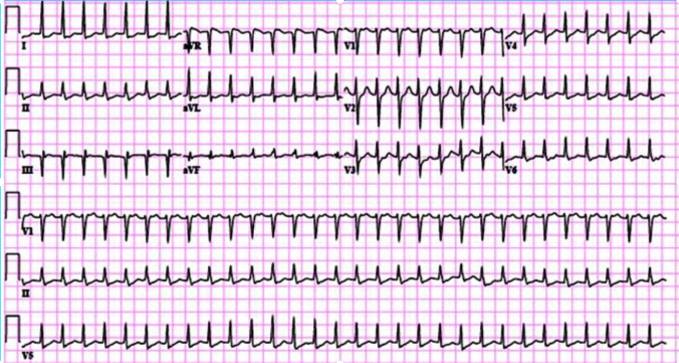 I aVR V1 V4
II aVL V2 V5
III aVF V3 V6
V1
II
V5